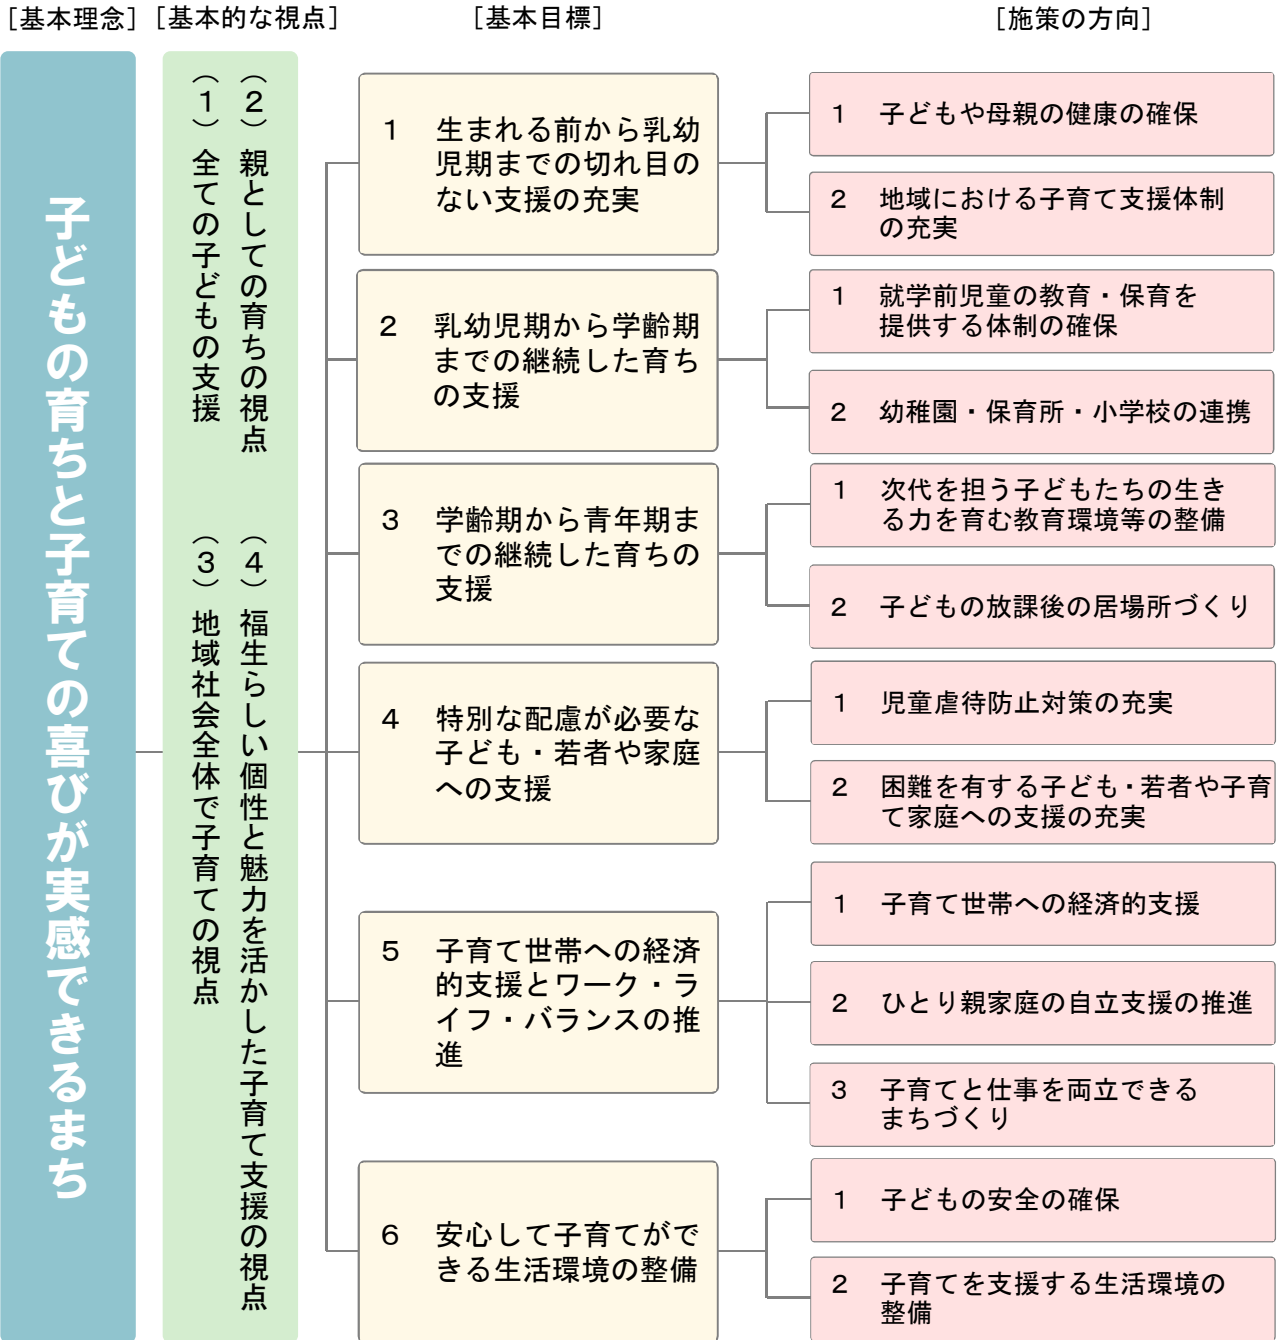 [基本理念]
[基本的な視点]
[基本目標]
[施策の方向]
子どもの育ちと子育ての喜びが実感できるまち
（1）全ての子どもの支援
（2）親としての育ちの視点
（3）地域社会全体で子育ての視点
（4）福生らしい個性と魅力を活かした子育て支援の視点
1 生まれる前から乳幼
児期までの切れ目の
ない支援の充実
1 子どもや母親の健康の確保
2 地域における子育て支援体制
の充実
2 乳幼児期から学齢期
までの継続した育ち
の支援
1 就学前児童の教育・保育を
提供する体制の確保
2 幼稚園・保育所・小学校の連携
3 学齢期から青年期ま
での継続した育ちの
支援
1 次代を担う子どもたちの生き
る力を育む教育環境等の整備
2 子どもの放課後の居場所づくり
4 特別な配慮が必要な
子ども・若者や家庭
への支援
1 児童虐待防止対策の充実
2 困難を有する子ども・若者や子育
て家庭への支援の充実
5 子育て世帯への経済
的支援とワーク・ラ
イフ・バランスの推
進
1 子育て世帯への経済的支援
2 ひとり親家庭の自立支援の推進
3 子育てと仕事を両立できる
まちづくり
6 安心して子育てがで
きる生活環境の整備
1 子どもの安全の確保
2 子育てを支援する生活環境の
整備